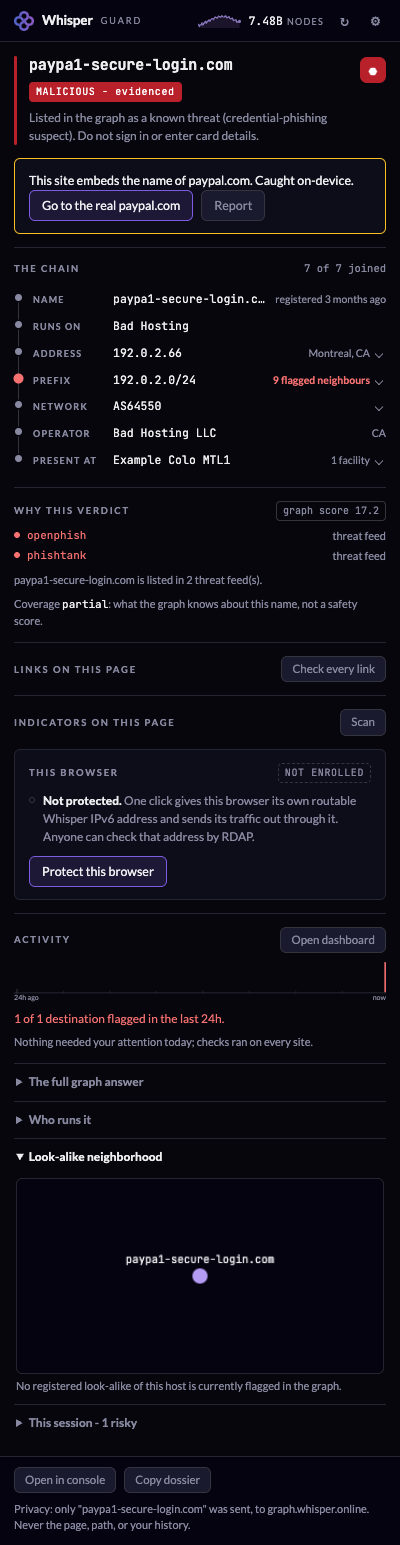 Whisper GUARD 7.48B NODES
paypa1-secure-login.com
MALICIOUS - evidenced
Listed in the graph as a known threat (credential-phishing
suspect). Do not sign in or enter card details.
This site embeds the name of paypal.com. Caught on-device.
Go to the real paypal.com Report
THE CHAIN 7 of 7 joined
NAME paypa1-secure-login.c… registered 3 months ago
RUNS ON Bad Hosting
ADDRESS 192.0.2.66 Montreal, CA
PREFIX 192.0.2.0/24 9 flagged neighbours
NETWORK AS64550
OPERATOR Bad Hosting LLC CA
PRESENT AT Example Colo MTL1 1 facility
WHY THIS VERDICT graph score 17.2
openphish threat feed
phishtank threat feed
paypa1-secure-login.com is listed in 2 threat feed(s).
Coverage partial: what the graph knows about this name, not a safety
score.
LINKS ON THIS PAGE Check every link
INDICATORS ON THIS PAGE Scan
THIS BROWSER NOT ENROLLED
Not protected. One click gives this browser its own routable
Whisper IPv6 address and sends its traffic out through it.
Anyone can check that address by RDAP.
Protect this browser
ACTIVITY Open dashboard
24h ago now
1 of 1 destination flagged in the last 24h.
Nothing needed your attention today; checks ran on every site.
The full graph answer
Who runs it
Look-alike neighborhood
paypa1-secure-login.com
No registered look-alike of this host is currently flagged in the graph.
This session - 1 risky
Open in console Copy dossier
Privacy: only "paypa1-secure-login.com" was sent, to graph.whisper.online.
Never the page, path, or your history.